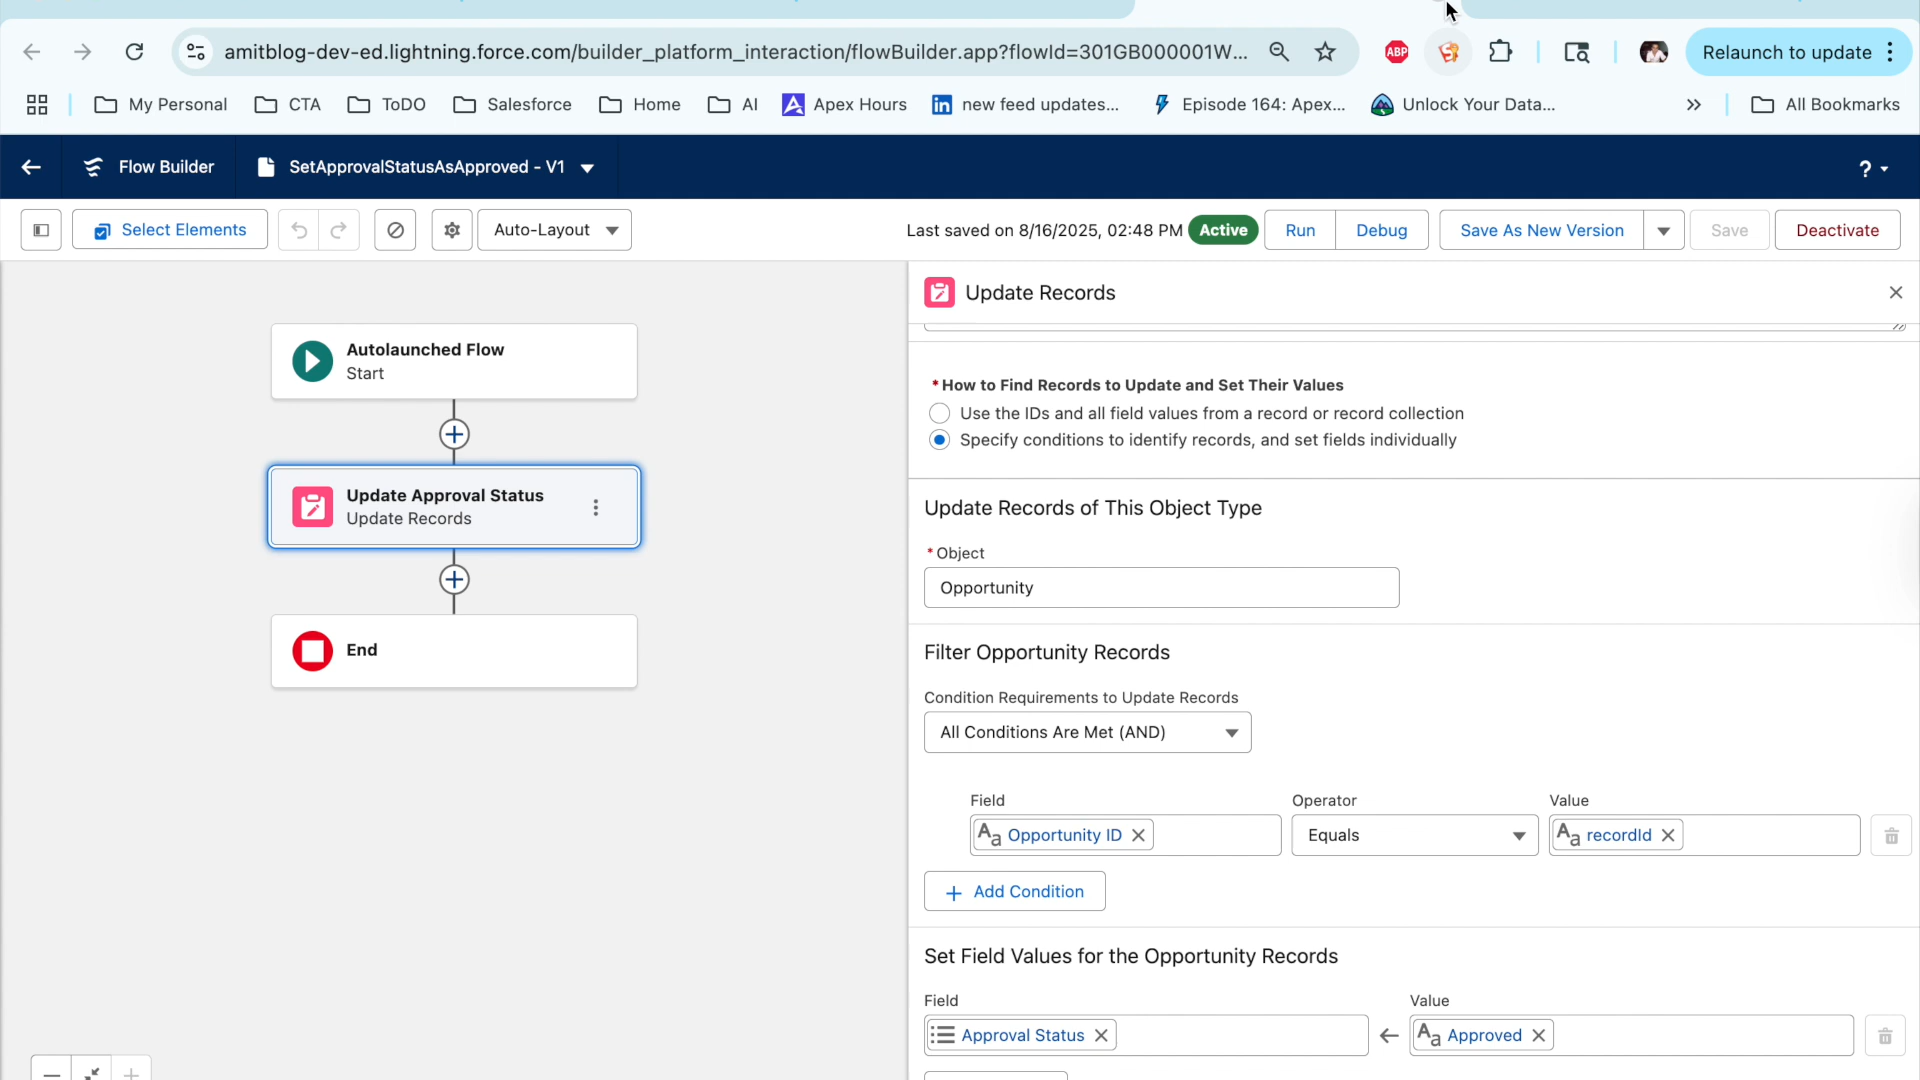 amitblog-dev-ed.lightning.force.com/builder_platform_interaction/flowBuilder.app?flowId=301GB000001W...
ABP
Relaunch to update
My Personal
CTA
ToDO
Salesforce
Home
AI
Apex Hours
new feed updates...
Episode 164: Apex...
Unlock Your Data...
All Bookmarks
Flow Builder
SetApprovalStatusAsApproved - V1
?
Select Elements
Auto-Layout
Last saved on 8/16/2025, 02:48 PM
Active
Run
Debug
Save As New Version
Save
Deactivate
Autolaunched Flow
Start
Update Approval Status
Update Records
End
Update Records
* How to Find Records to Update and Set Their Values
Use the IDs and all field values from a record or record collection
Specify conditions to identify records, and set fields individually
Update Records of This Object Type
* Object
Opportunity
Filter Opportunity Records
Condition Requirements to Update Records
All Conditions Are Met (AND)
Field Operator Value
Aa Opportunity ID
Equals
Aa recordId
+ Add Condition
Set Field Values for the Opportunity Records
Field Value
Approval Status
Aa Approved